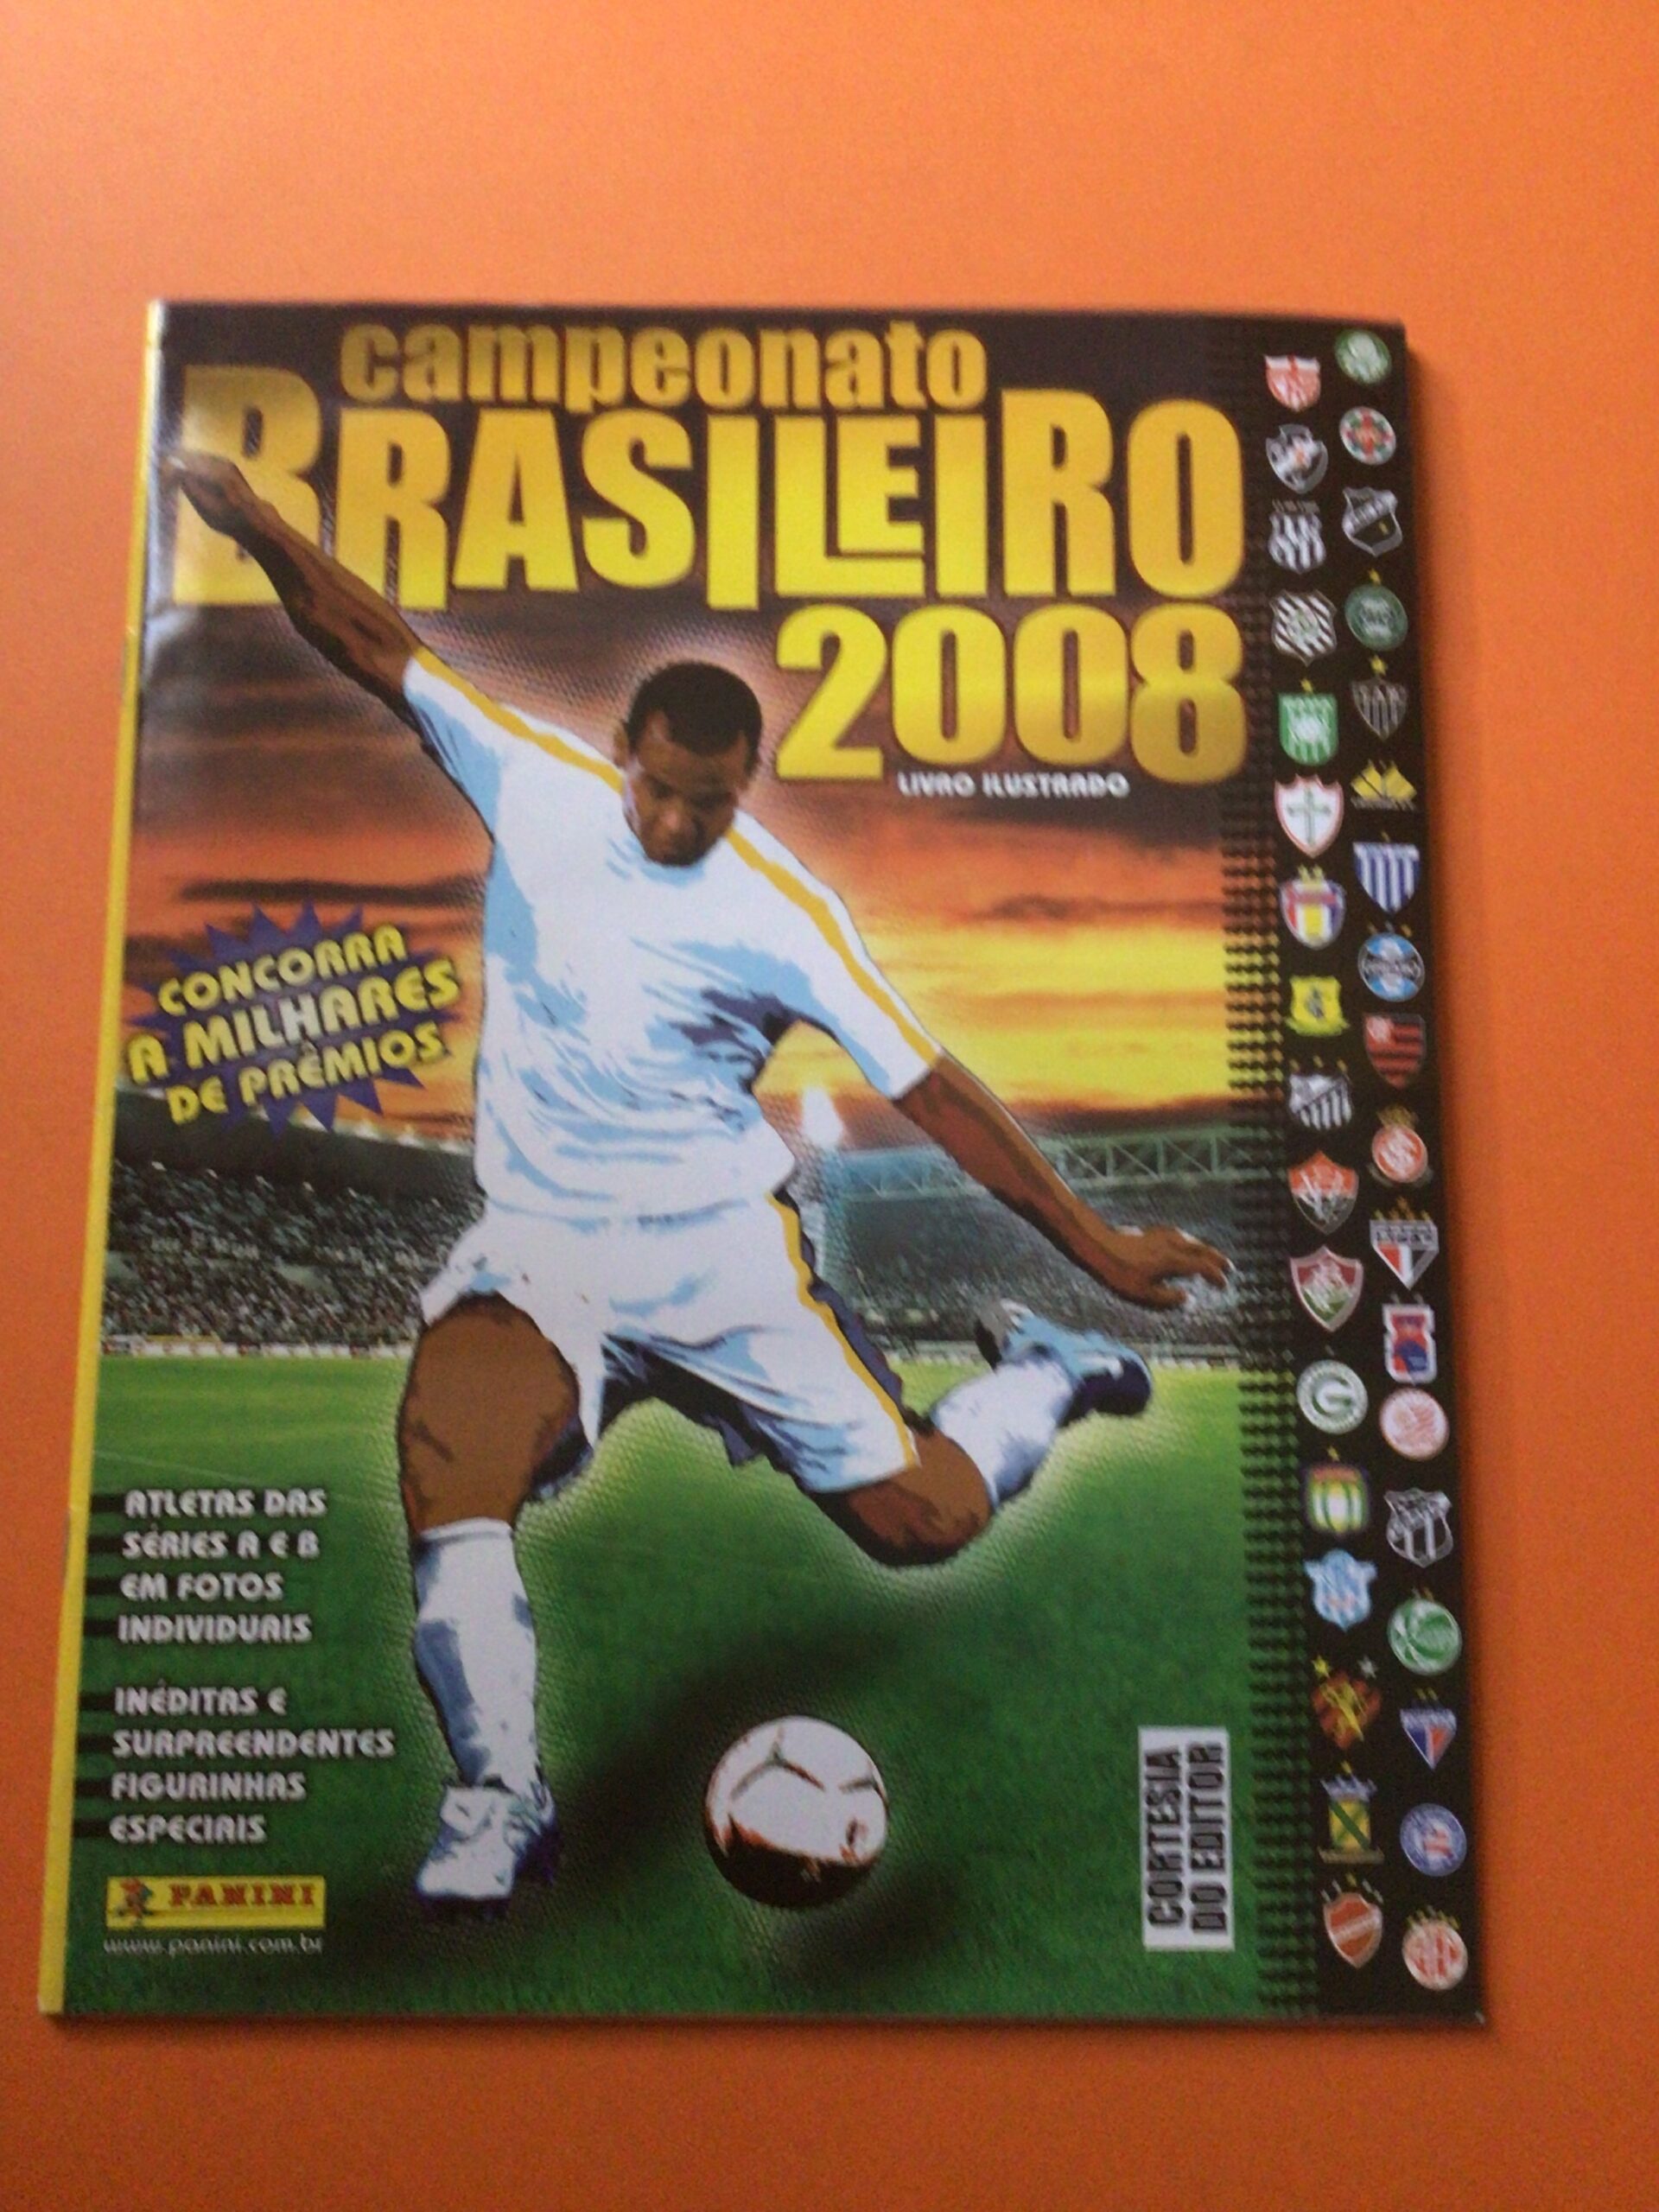 campeonato
BRASILEIRO
2008
LIVRO ILUSTRADO
CONCORRA
A MILHARES
DE PRÊMIOS
ATLETAS DAS
SÉRIES A E B
EM FOTOS
INDIVIDUAIS
INÉDITAS E
SURPREENDENTES
FIGURINHAS
ESPECIAIS
PANINI
www.panini.com.br
CORTESIA
DO EDITOR